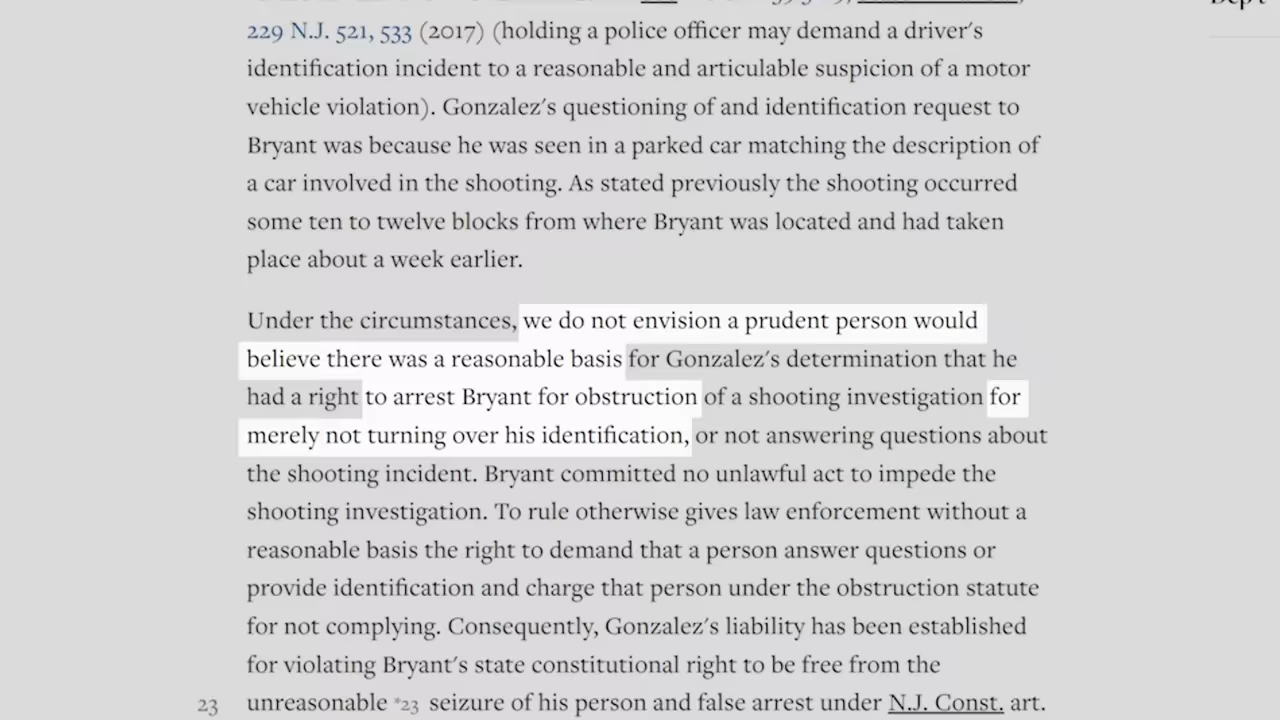 229 N.J. 521, 533 (2017) (holding a police officer may demand a driver's
identification incident to a reasonable and articulable suspicion of a motor
vehicle violation). Gonzalez's questioning of and identification request to
Bryant was because he was seen in a parked car matching the description of
a car involved in the shooting. As stated previously the shooting occurred
some ten to twelve blocks from where Bryant was located and had taken
place about a week earlier.
Under the circumstances, we do not envision a prudent person would
believe there was a reasonable basis for Gonzalez's determination that he
had a right to arrest Bryant for obstruction of a shooting investigation for
merely not turning over his identification, or not answering questions about
the shooting incident. Bryant committed no unlawful act to impede the
shooting investigation. To rule otherwise gives law enforcement without a
reasonable basis the right to demand that a person answer questions or
provide identification and charge that person under the obstruction statute
for not complying. Consequently, Gonzalez's liability has been established
for violating Bryant's state constitutional right to be free from the
23 unreasonable *23 seizure of his person and false arrest under N.J. Const. art.